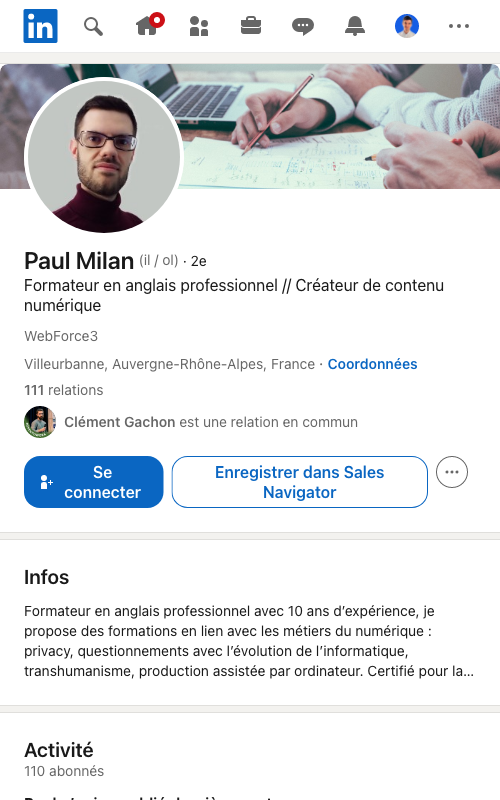 in
Paul Milan (il / ol) · 2e
Formateur en anglais professionnel // Créateur de contenu
numérique
WebForce3
Villeurbanne, Auvergne-Rhône-Alpes, France · Coordonnées
111 relations
Clément Gachon est une relation en commun
Se
connecter
Enregistrer dans Sales
Navigator
Infos
Formateur en anglais professionnel avec 10 ans d’expérience, je
propose des formations en lien avec les métiers du numérique :
privacy, questionnements avec l’évolution de l’informatique,
transhumanisme, production assistée par ordinateur. Certifié pour la...
Activité
110 abonnés